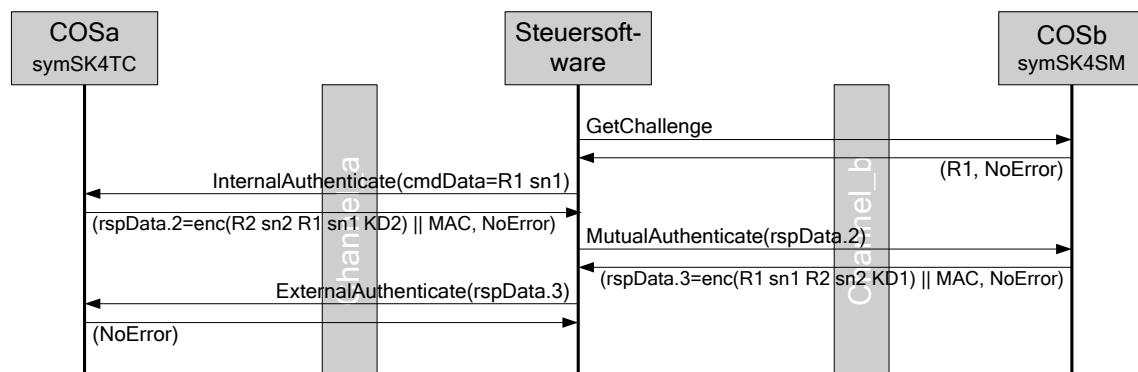 COSa
symSK4TC
Steuersoft-
ware
COSb
symSK4SM
Channel_a
Channel_b
GetChallenge
(R1, NoError)
InternalAuthenticate(cmdData=R1 sn1)
(rspData.2=enc(R2 sn2 R1 sn1 KD2) || MAC, NoError)
MutualAuthenticate(rspData.2)
(rspData.3=enc(R1 sn1 R2 sn2 KD1) || MAC, NoError)
ExternalAuthenticate(rspData.3)
(NoError)